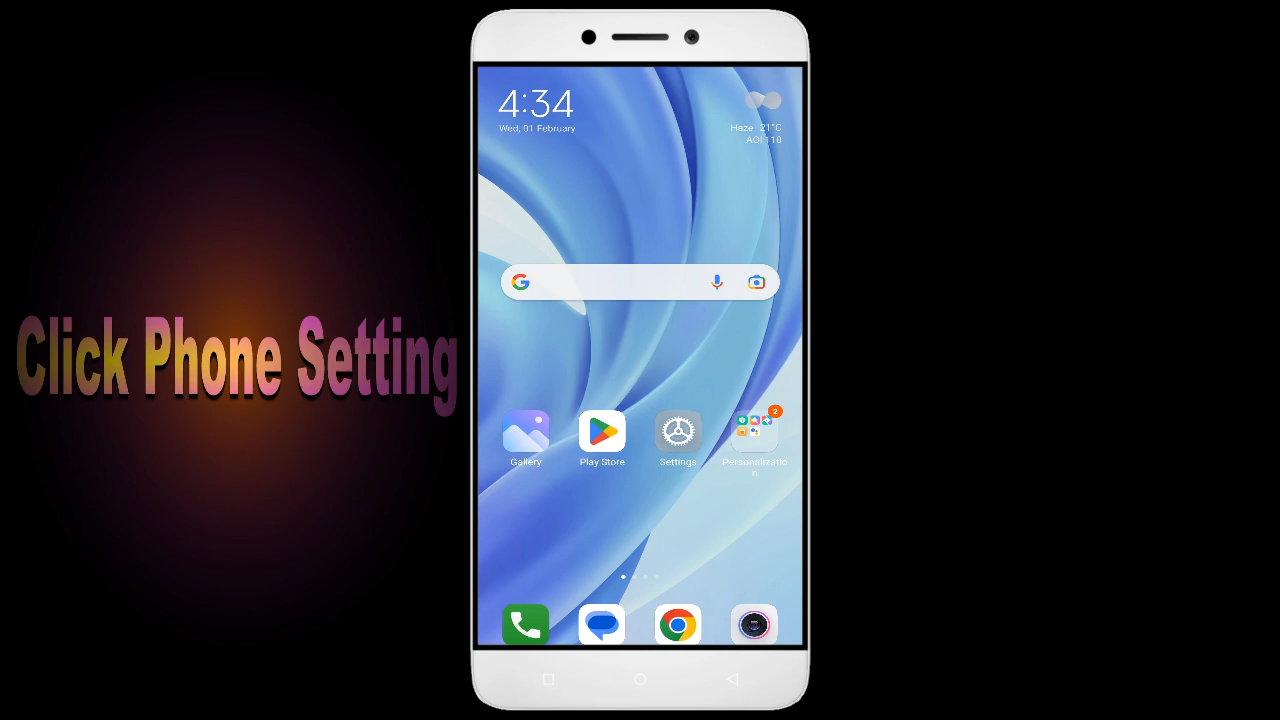 Click Phone Setting
4:34
Wed, 01 February
Haze 21°C
AQI 110
G
Gallery
Play Store
Settings
2
Personalizatio
n